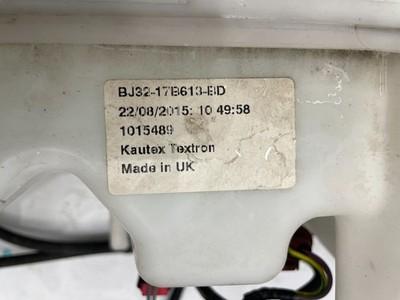 BJ32-17B613-BD
22/08/2015: 10 49:58
1015489
Kautex Textron
Made in UK